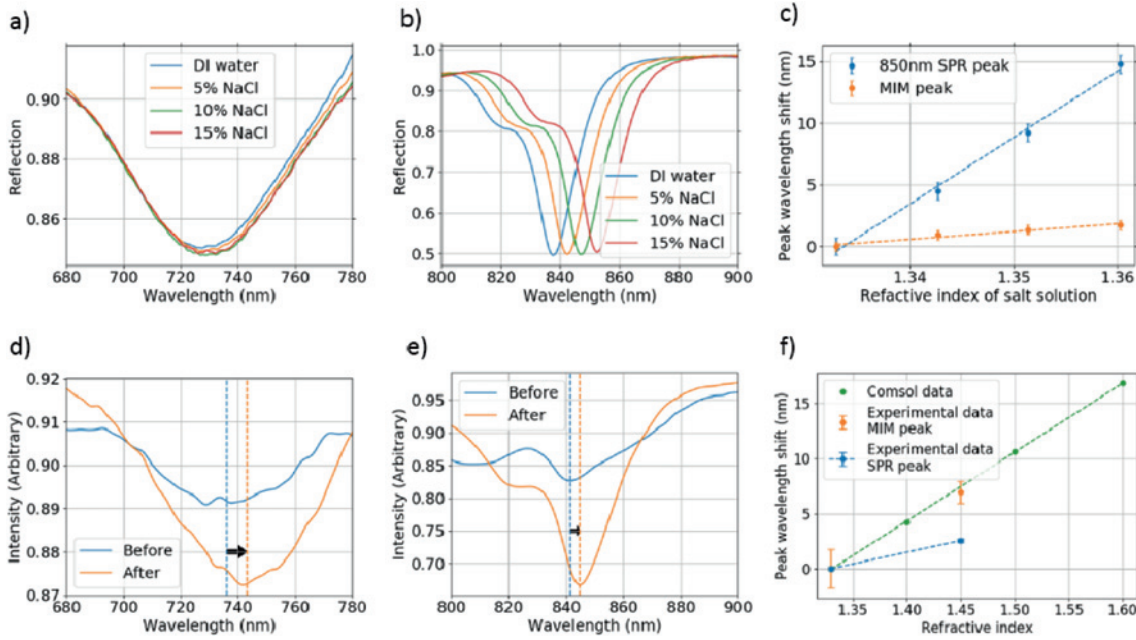 a)
0.90
0.88
0.86
Reflection
DI water
5% NaCl
10% NaCl
15% NaCl
680 700 720 740 760 780
Wavelength (nm)
b)
1.0
0.9
0.8
0.7
0.6
0.5
Reflection
DI water
5% NaCl
10% NaCl
15% NaCl
800 820 840 860 880 900
Wavelength (nm)
c)
15
10
5
0
Peak wavelength shift (nm)
850nm SPR peak
MIM peak
1.34 1.35 1.36
Refractive index of salt solution
d)
0.92
0.91
0.90
0.89
0.88
0.87
Intensity (Arbitrary)
Before
After
680 700 720 740 760 780
Wavelength (nm)
e)
0.95
0.90
0.85
0.80
0.75
0.70
Intensity (Arbitrary)
Before
After
800 820 840 860 880 900
Wavelength (nm)
f)
15
10
5
0
Peak wavelength shift (nm)
Comsol data
Experimental data
MIM peak
Experimental data
SPR peak
1.35 1.40 1.45 1.50 1.55 1.60
Refractive index